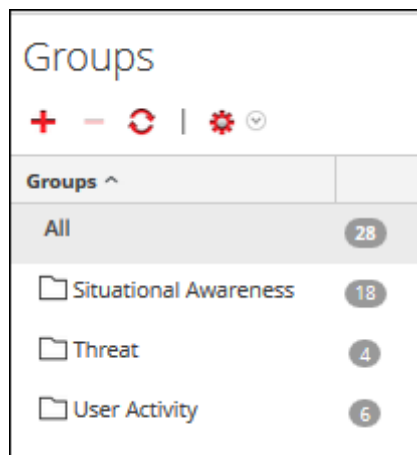 Groups
Groups
All 28
Situational Awareness 18
Threat 4
User Activity 6